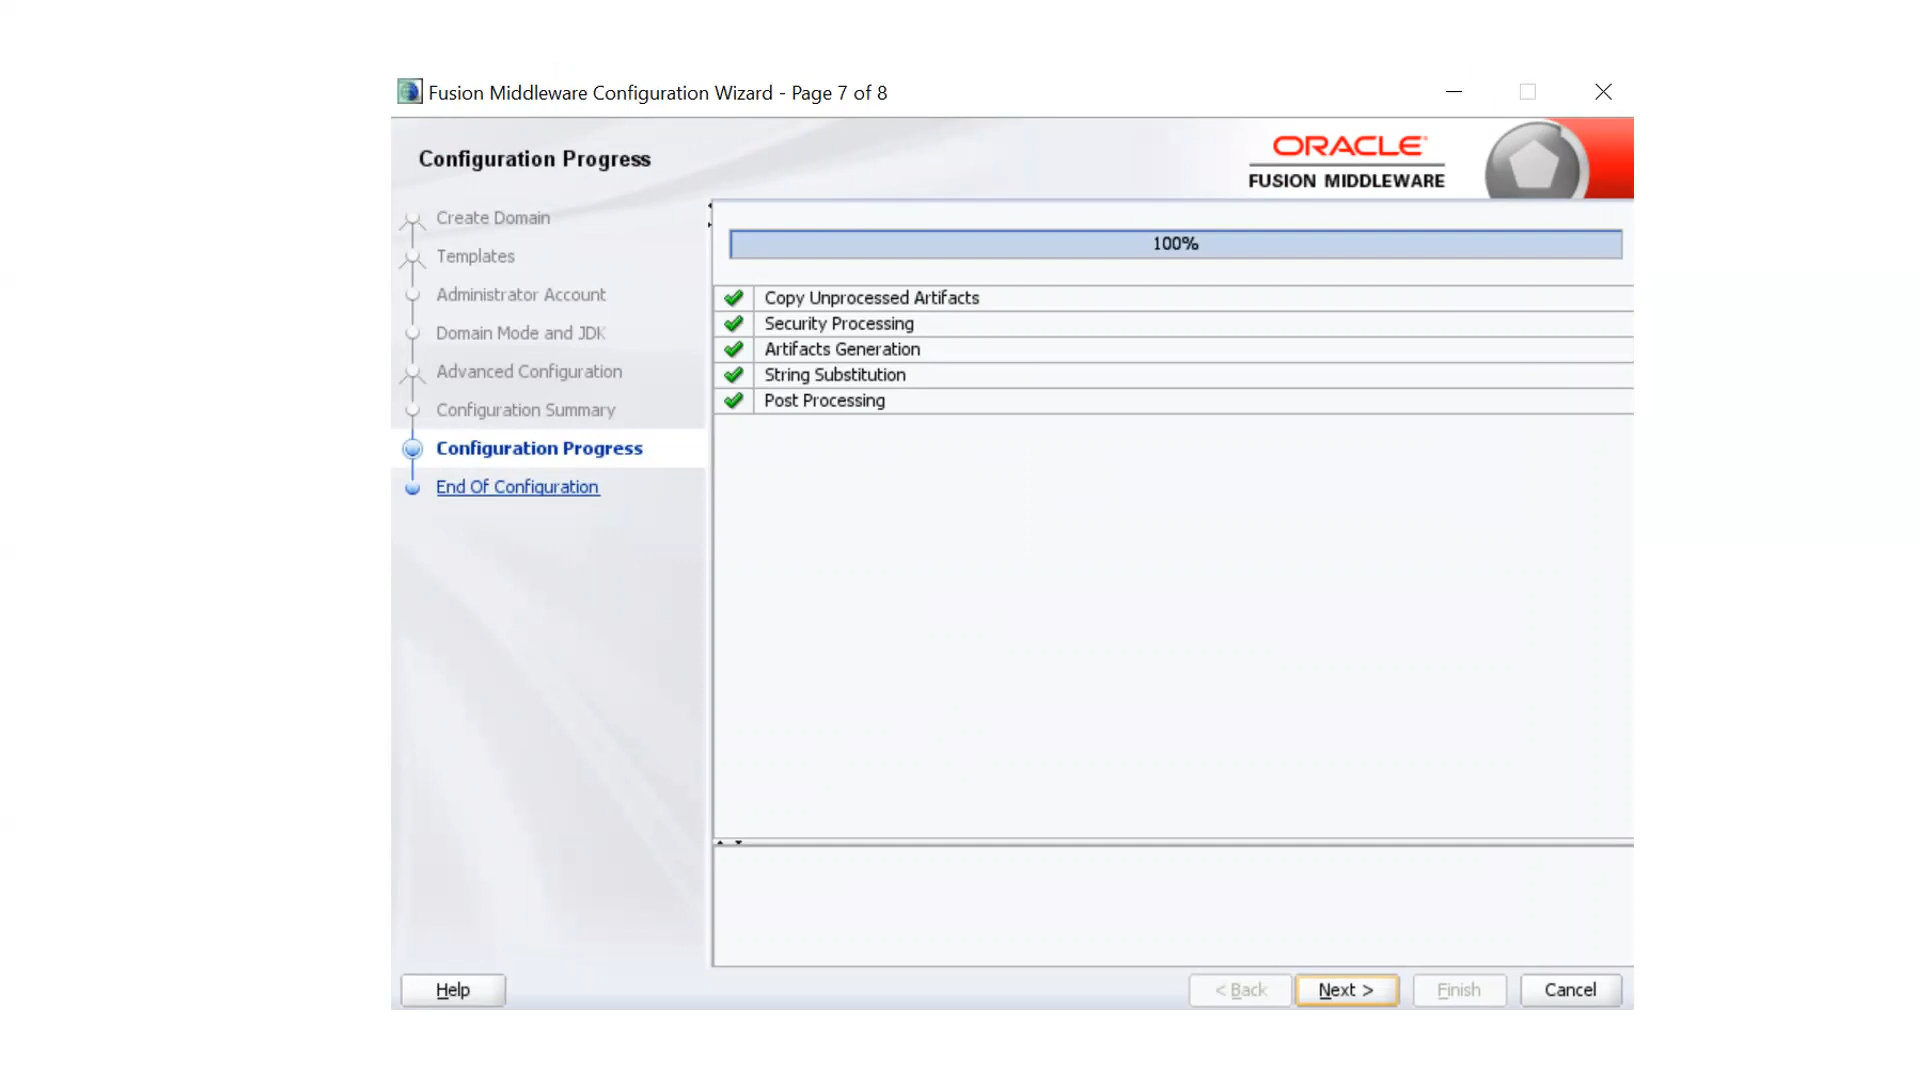 Fusion Middleware Configuration Wizard - Page 7 of 8
Configuration Progress
ORACLE
FUSION MIDDLEWARE
Create Domain
Templates
Administrator Account
Domain Mode and JDK
Advanced Configuration
Configuration Summary
Configuration Progress
End Of Configuration
100%
Copy Unprocessed Artifacts
Security Processing
Artifacts Generation
String Substitution
Post Processing
Help
< Back
Next >
Finish
Cancel